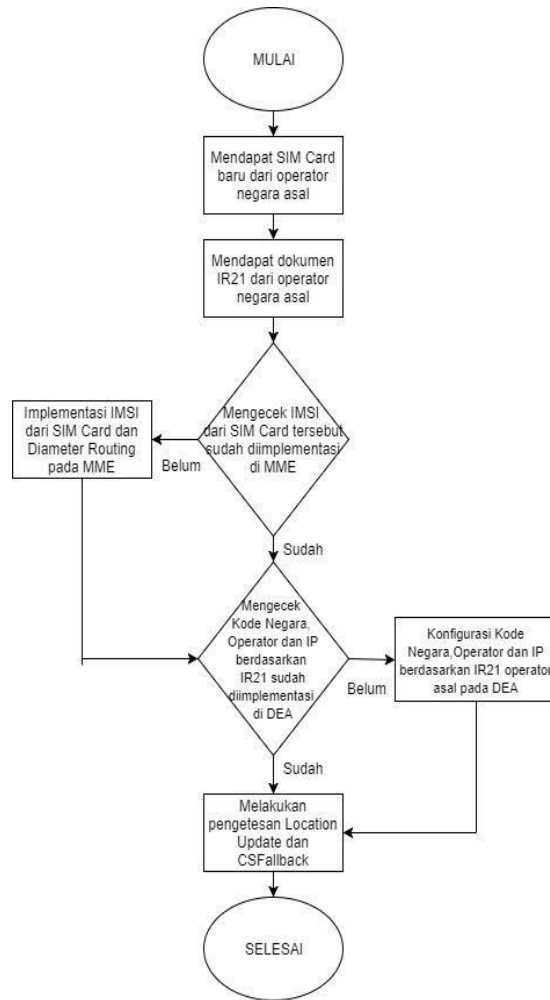 MULAI
Mendapat SIM Card
baru dari operator
negara asal
Mendapat dokumen
IR21 dari operator
negara asal
Mengecek IMSI
dari SIM Card tersebut
sudah diimplementasi
di MME
Implementasi IMSI
dari SIM Card dan
Diameter Routing
pada MME
Belum
Sudah
Mengecek
Kode Negara,
Operator dan IP
berdasarkan
IR21 sudah
diimplementasi
di DEA
Belum
Konfigurasi Kode
Negara,Operator dan IP
berdasarkan IR21 operator
asal pada DEA
Sudah
Melakukan
pengetesan Location
Update dan
CSFallback
SELESAI